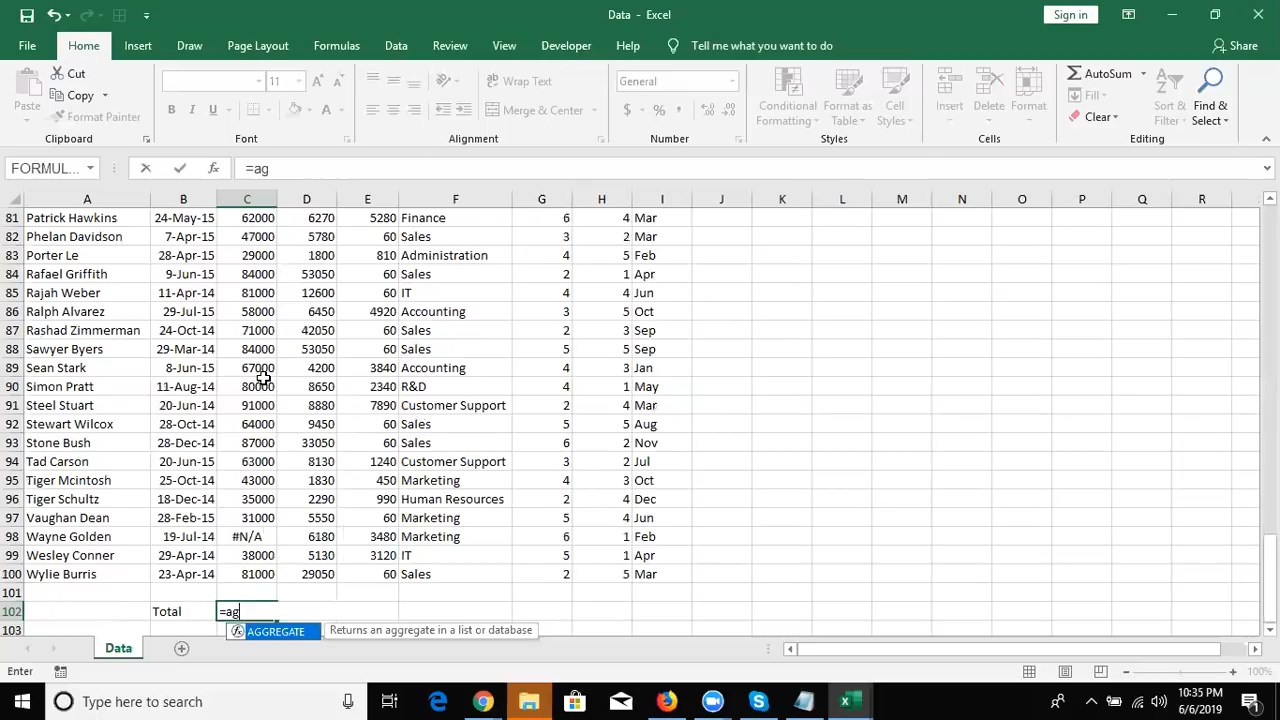 Data - Excel
Sign in
File Home Insert Draw Page Layout Formulas Data Review View Developer Help Tell me what you want to do Share
Paste
Cut
Copy
Format Painter
Clipboard
11
Font
Wrap Text
Merge & Center
Alignment
General
Number
Conditional Formatting
Format as Table
Cell Styles
Styles
Insert
Delete
Format
Cells
AutoSum
Fill
Clear
Sort & Filter
Find & Select
Editing
FORMUL... =ag
A B C D E F G H I J K L M N O P Q R
81 Patrick Hawkins 24-May-15 62000 6270 5280 Finance 6 4 Mar
82 Phelan Davidson 7-Apr-15 47000 5780 60 Sales 3 2 Mar
83 Porter Le 28-Apr-15 29000 1800 810 Administration 4 5 Feb
84 Rafael Griffith 9-Jun-15 84000 53050 60 Sales 2 1 Apr
85 Rajah Weber 11-Apr-14 81000 12600 60 IT 4 4 Jun
86 Ralph Alvarez 29-Jul-15 58000 6450 4920 Accounting 3 5 Oct
87 Rashad Zimmerman 24-Oct-14 71000 42050 60 Sales 2 3 Sep
88 Sawyer Byers 29-Mar-14 84000 53050 60 Sales 5 5 Sep
89 Sean Stark 8-Jun-15 67000 4200 3840 Accounting 4 3 Jan
90 Simon Pratt 11-Aug-14 80000 8650 2340 R&D 4 1 May
91 Steel Stuart 20-Jun-14 91000 8880 7890 Customer Support 2 4 Mar
92 Stewart Wilcox 28-Oct-14 64000 9450 60 Sales 5 5 Aug
93 Stone Bush 28-Dec-14 87000 33050 60 Sales 6 2 Nov
94 Tad Carson 20-Jun-15 63000 8130 1240 Customer Support 3 2 Jul
95 Tiger Mcintosh 25-Oct-14 43000 1830 450 Marketing 4 3 Oct
96 Tiger Schultz 18-Dec-14 35000 2290 990 Human Resources 2 4 Dec
97 Vaughan Dean 28-Feb-15 31000 5550 60 Marketing 5 4 Jun
98 Wayne Golden 19-Jul-14 #N/A 6180 3480 Marketing 6 1 Feb
99 Wesley Conner 29-Apr-14 38000 5130 3120 IT 5 1 Apr
100 Wylie Burris 23-Apr-14 81000 29050 60 Sales 2 5 Mar
101
102 Total =ag
103 AGGREGATE Returns an aggregate in a list or database
Data
Enter 100%
Type here to search
10:35 PM
6/6/2019